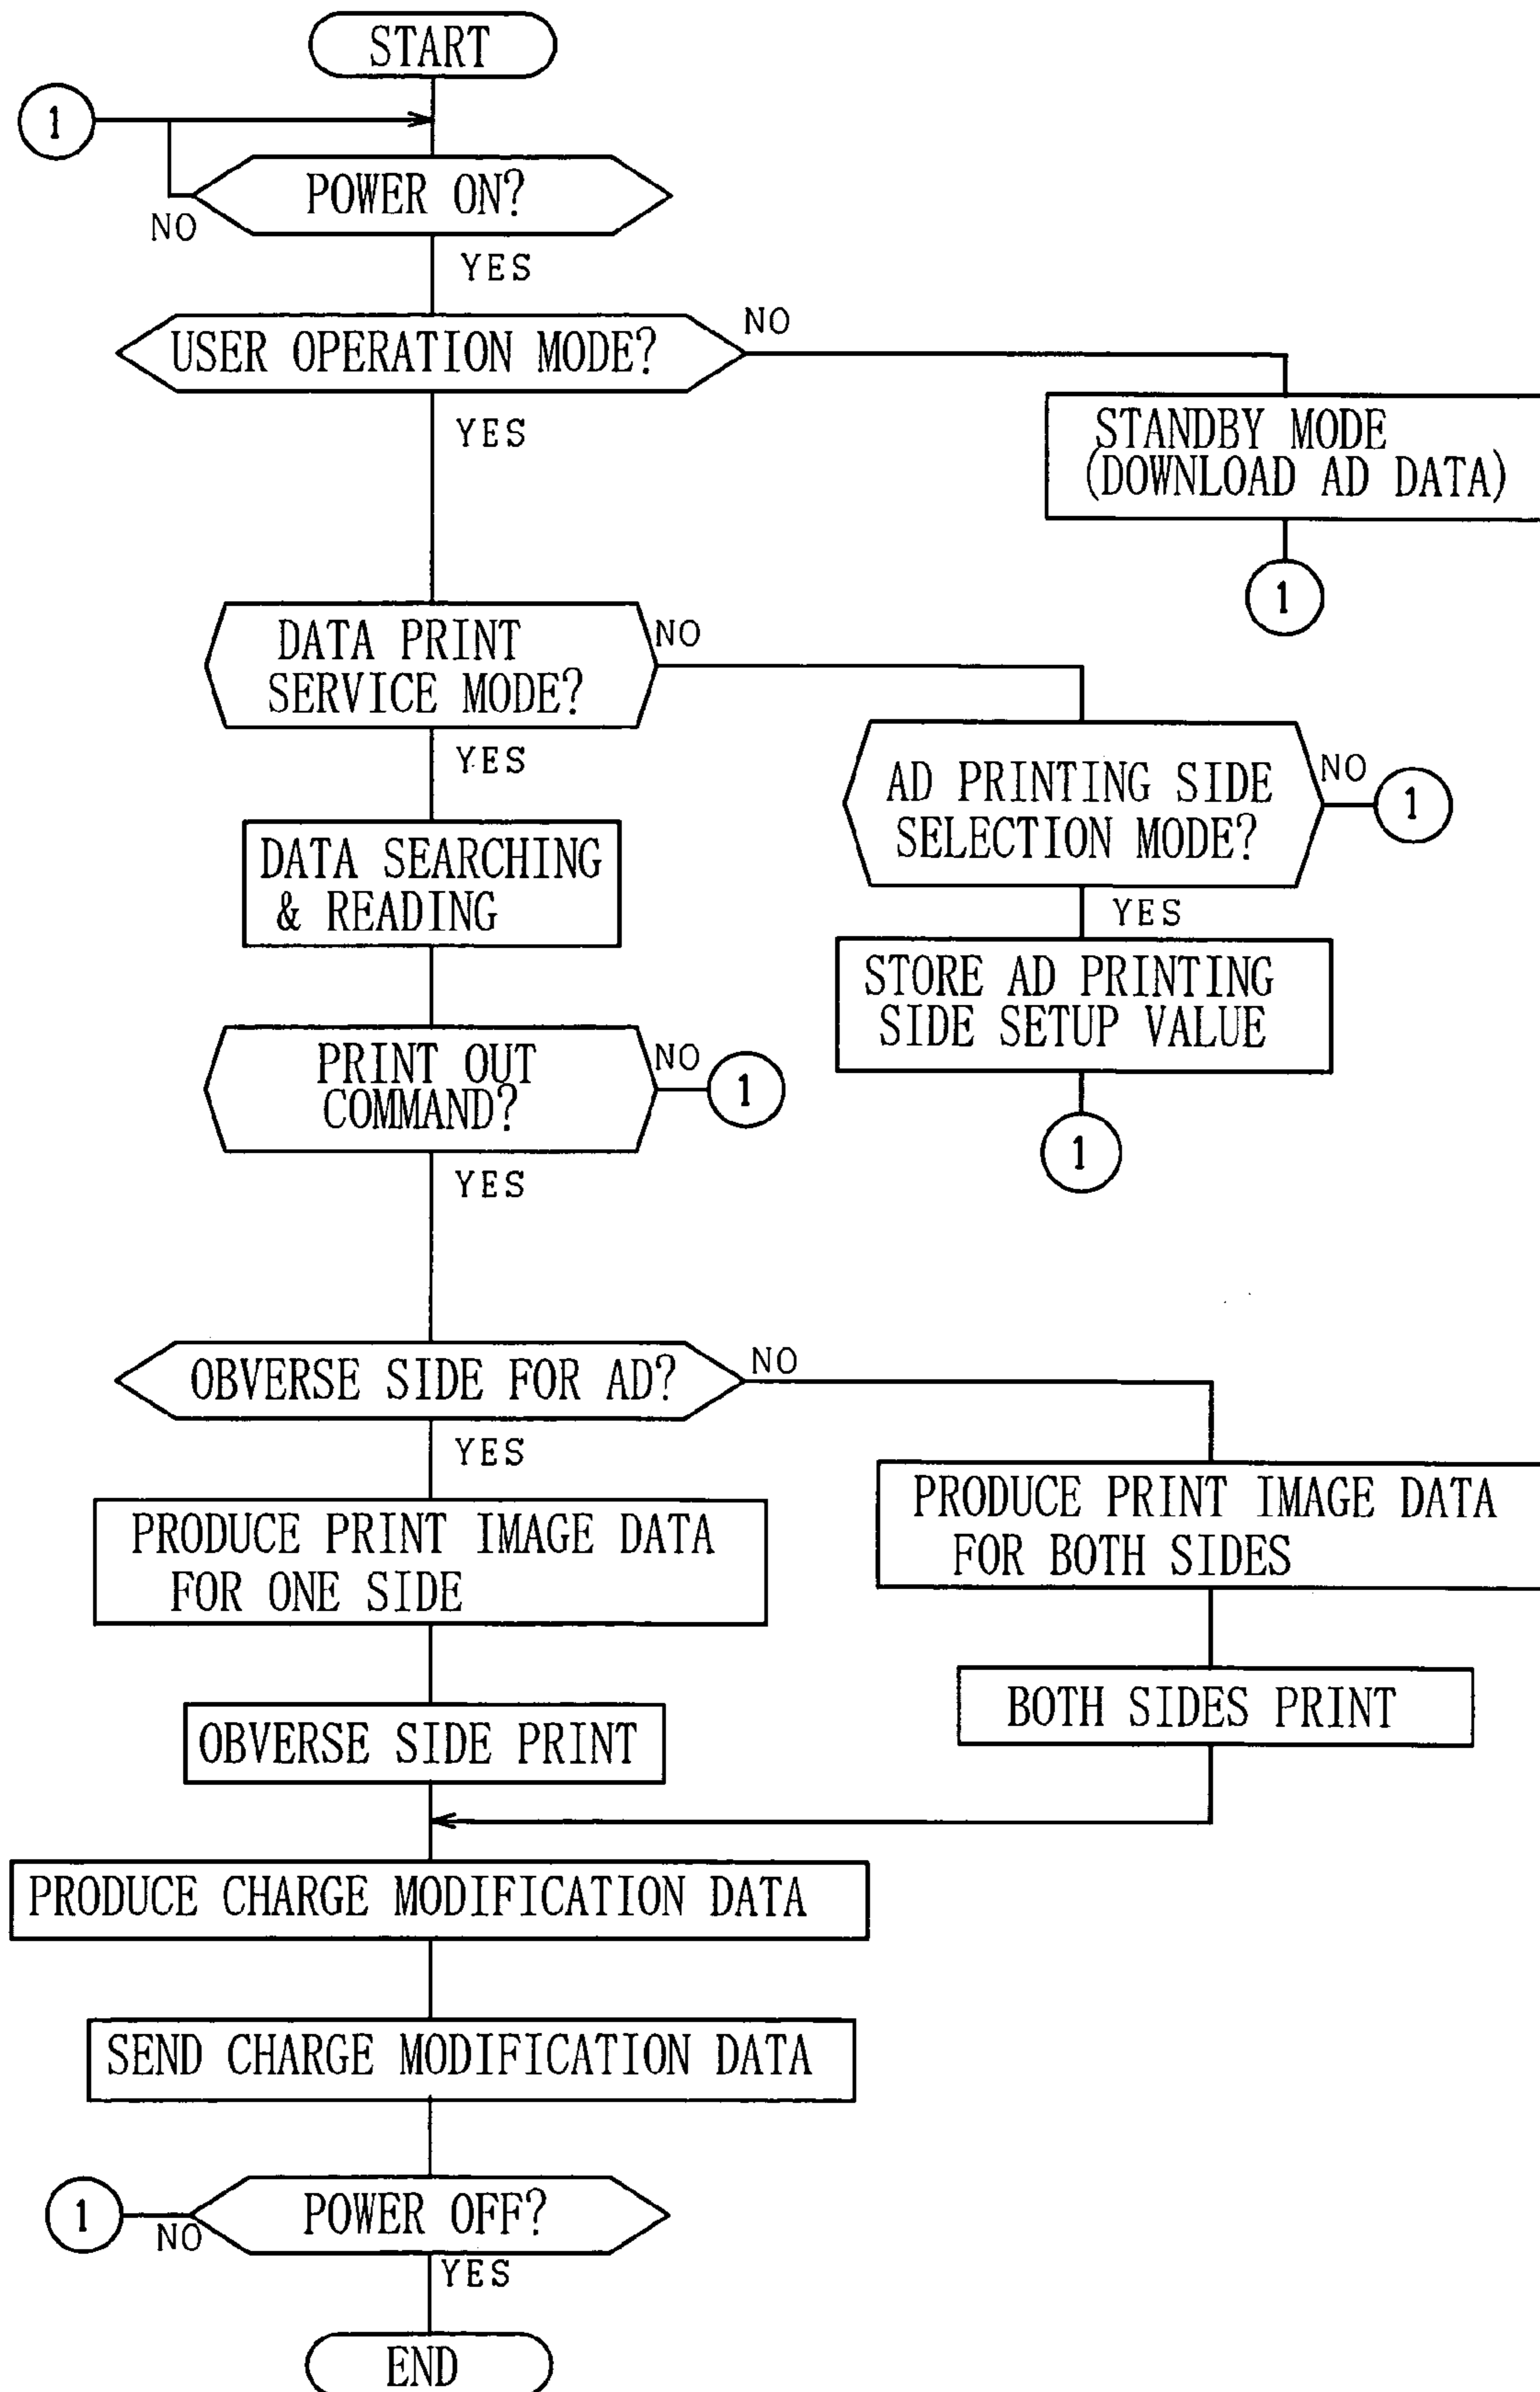 START
1
POWER ON?
NO
YES
USER OPERATION MODE?
NO
YES
STANDBY MODE
(DOWNLOAD AD DATA)
1
DATA PRINT
SERVICE MODE?
NO
YES
AD PRINTING SIDE
SELECTION MODE?
NO
1
YES
DATA SEARCHING
& READING
STORE AD PRINTING
SIDE SETUP VALUE
1
PRINT OUT
COMMAND?
NO
1
YES
OBVERSE SIDE FOR AD?
NO
YES
PRODUCE PRINT IMAGE DATA
FOR ONE SIDE
PRODUCE PRINT IMAGE DATA
FOR BOTH SIDES
OBVERSE SIDE PRINT
BOTH SIDES PRINT
PRODUCE CHARGE MODIFICATION DATA
SEND CHARGE MODIFICATION DATA
1
NO
POWER OFF?
YES
END